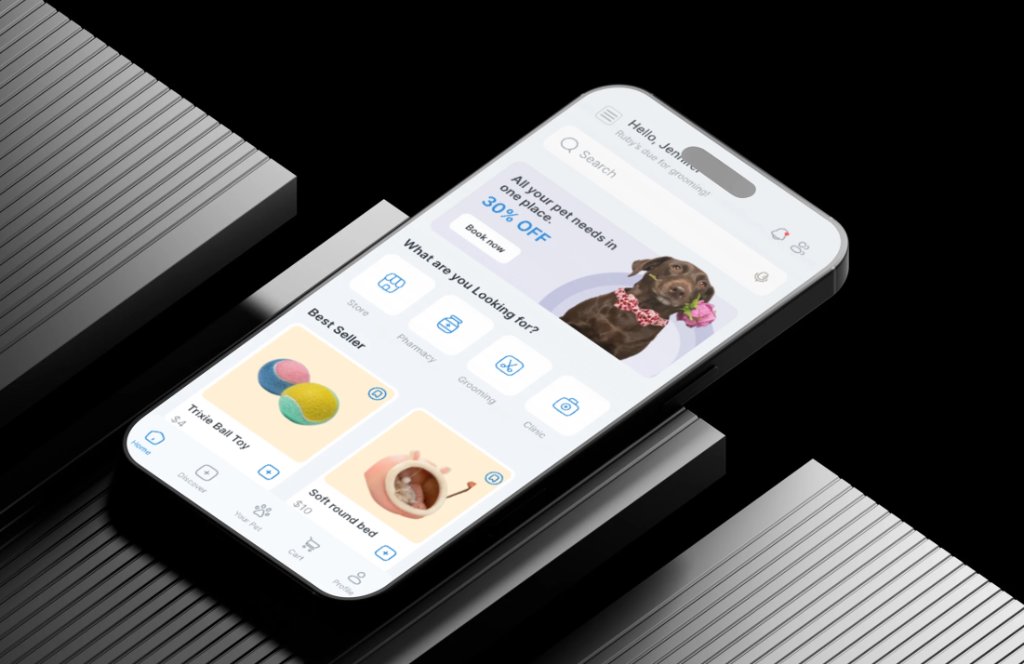 Hello, Jennifer
Ruby's due for grooming!
Search
All your pet needs in
one place.
30% OFF
Book now
What are you Looking for?
Store
Pharmacy
Grooming
Clinic
Best Seller
Trixie Ball Toy
$4
Soft round bed
$10
Home
Discover
Your Pet
Cart
Profile